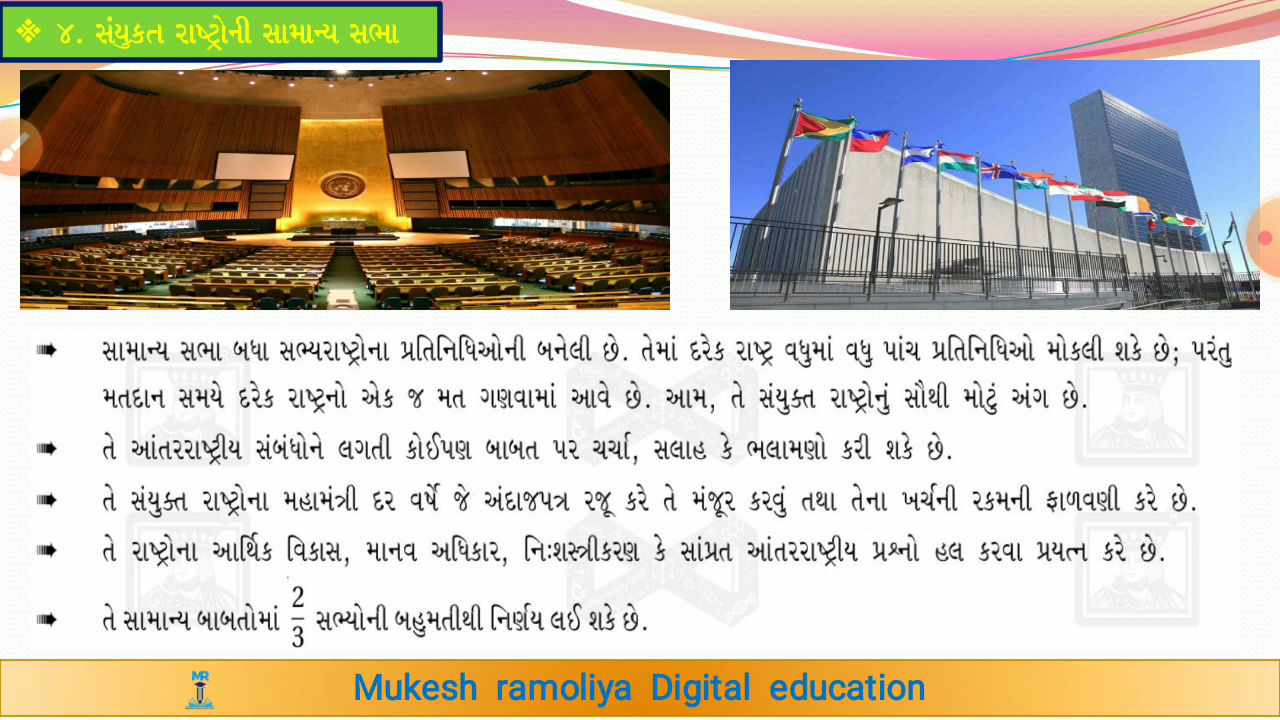 ❖ ૪. સંયુકત રાષ્ટ્રોની સામાન્ય સભા
➠ સામાન્ય સભા બધા સભ્યરાષ્ટ્રોના પ્રતિનિધિઓની બનેલી છે. તેમાં દરેક રાષ્ટ્ર વધુમાં વધુ પાંચ પ્રતિનિધિઓ મોકલી શકે છે; પરંતુ
મતદાન સમયે દરેક રાષ્ટ્રનો એક જ મત ગણવામાં આવે છે. આમ, તે સંયુક્ત રાષ્ટ્રોનું સૌથી મોટું અંગ છે.
➠ તે આંતરરાષ્ટ્રીય સંબંધોને લગતી કોઈપણ બાબત પર ચર્ચા, સલાહ કે ભલામણો કરી શકે છે.
➠ તે સંયુક્ત રાષ્ટ્રોના મહામંત્રી દર વર્ષે જે અંદાજપત્ર રજૂ કરે તે મંજૂર કરવું તથા તેના ખર્ચની રકમની ફાળવણી કરે છે.
➠ તે રાષ્ટ્રોના આર્થિક વિકાસ, માનવ અધિકાર, નિઃશસ્ત્રીકરણ કે સાંપ્રત આંતરરાષ્ટ્રીય પ્રશ્નો હલ કરવા પ્રયત્ન કરે છે.
➠ તે સામાન્ય બાબતોમાં 2/3 સભ્યોની બહુમતીથી નિર્ણય લઈ શકે છે.
MR
Mukesh ramoliya Digital education